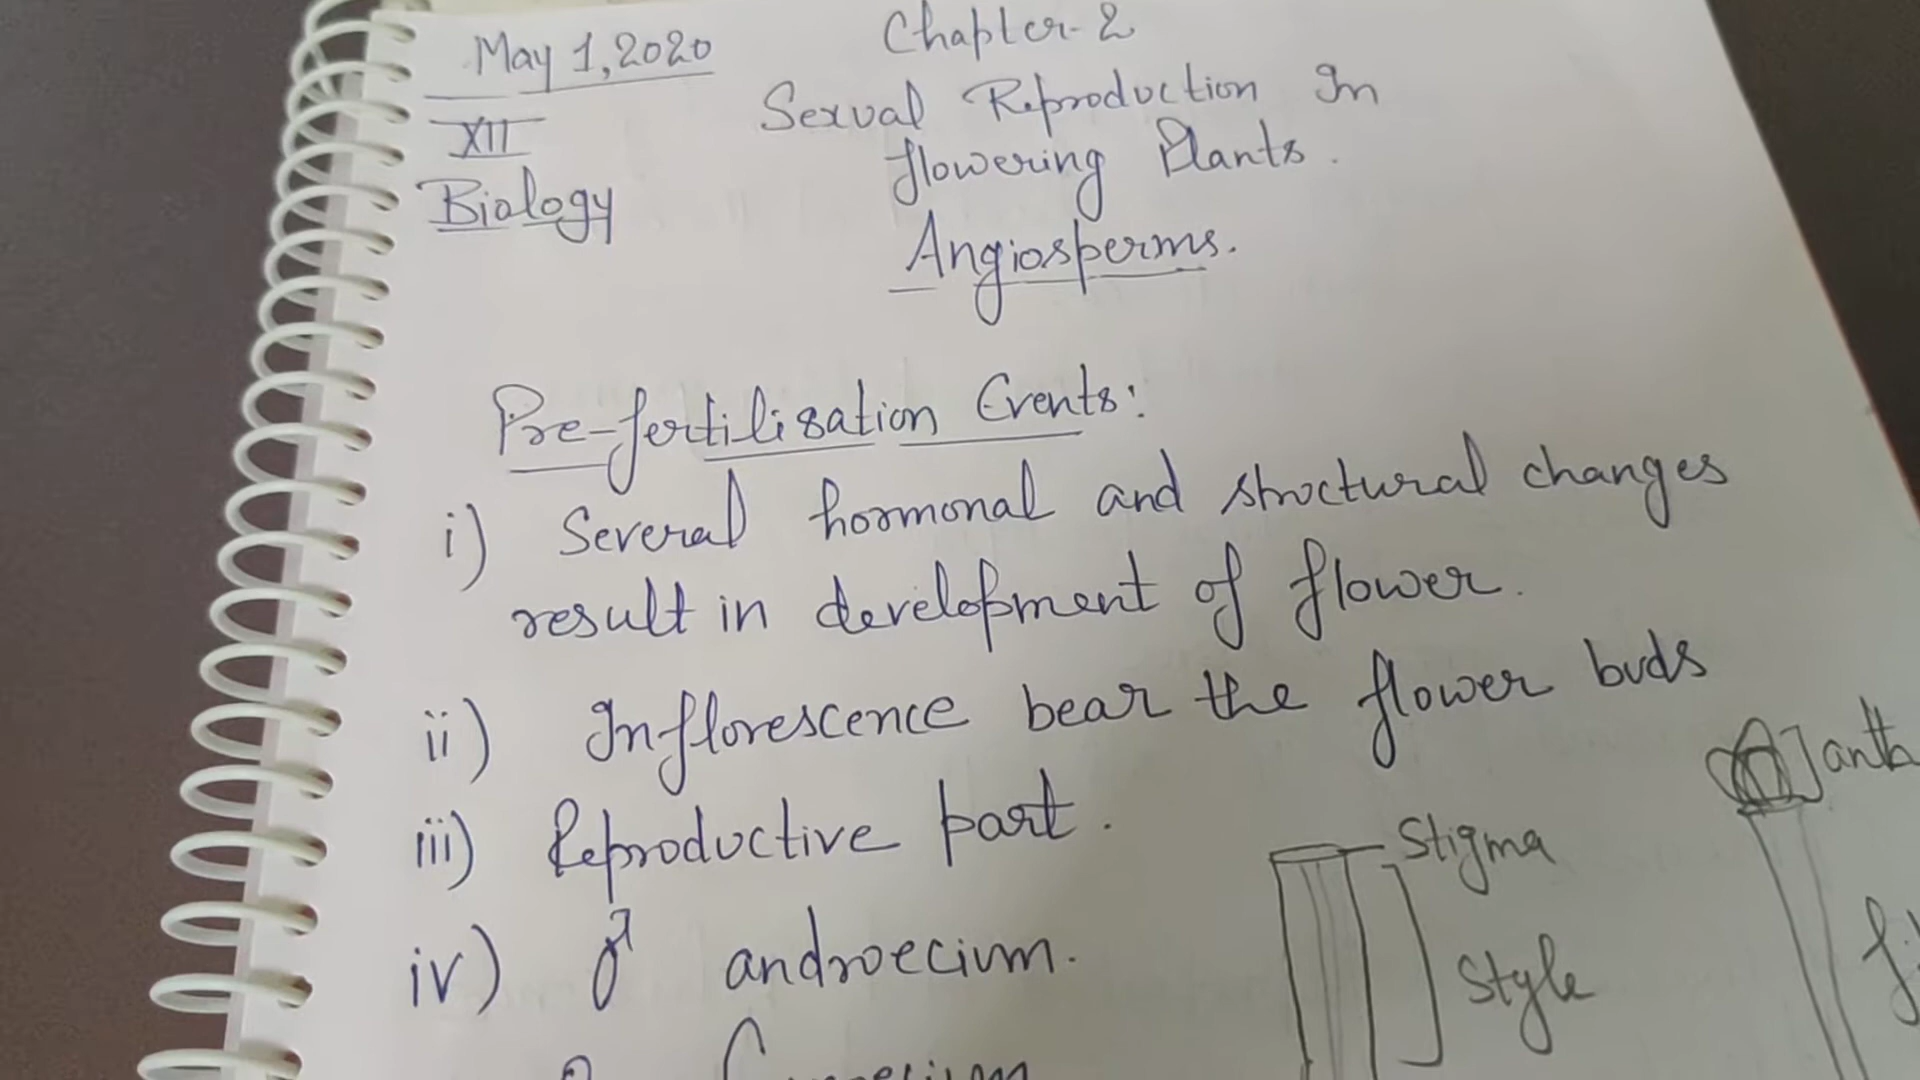 May 1, 2020
XII
Biology
Chapter-2
Sexual Reproduction In
flowering Plants.
Angiosperms.
Pre-fertilisation Events:
i) Several hormonal and structural changes
result in development of flower.
ii) Inflorescence bear the flower buds
iii) Reproductive part.
iv) ♂ androecium.
Stigma
Style
anth